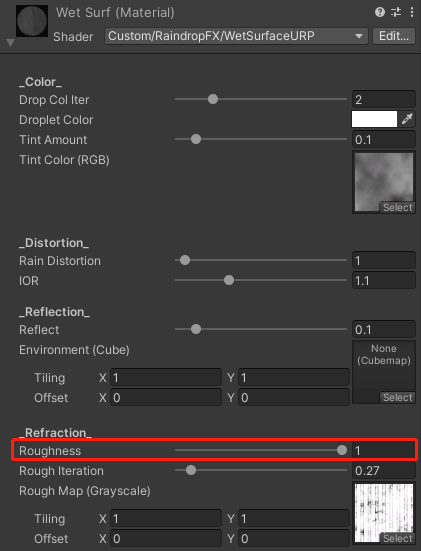 Wet Surf (Material)
Shader Custom/RaindropFX/WetSurfaceURP Edit...
_Color_
Drop Col Iter 2
Droplet Color
Tint Amount 0.1
Tint Color (RGB)
Select
_Distortion_
Rain Distortion 1
IOR 1.1
_Reflection_
Reflect 0.1
Environment (Cube) None
(Cubemap)
Tiling X 1 Y 1
Offset X 0 Y 0 Select
_Refraction_
Roughness 1
Rough Iteration 0.27
Rough Map (Grayscale)
Tiling X 1 Y 1
Offset X 0 Y 0 Select